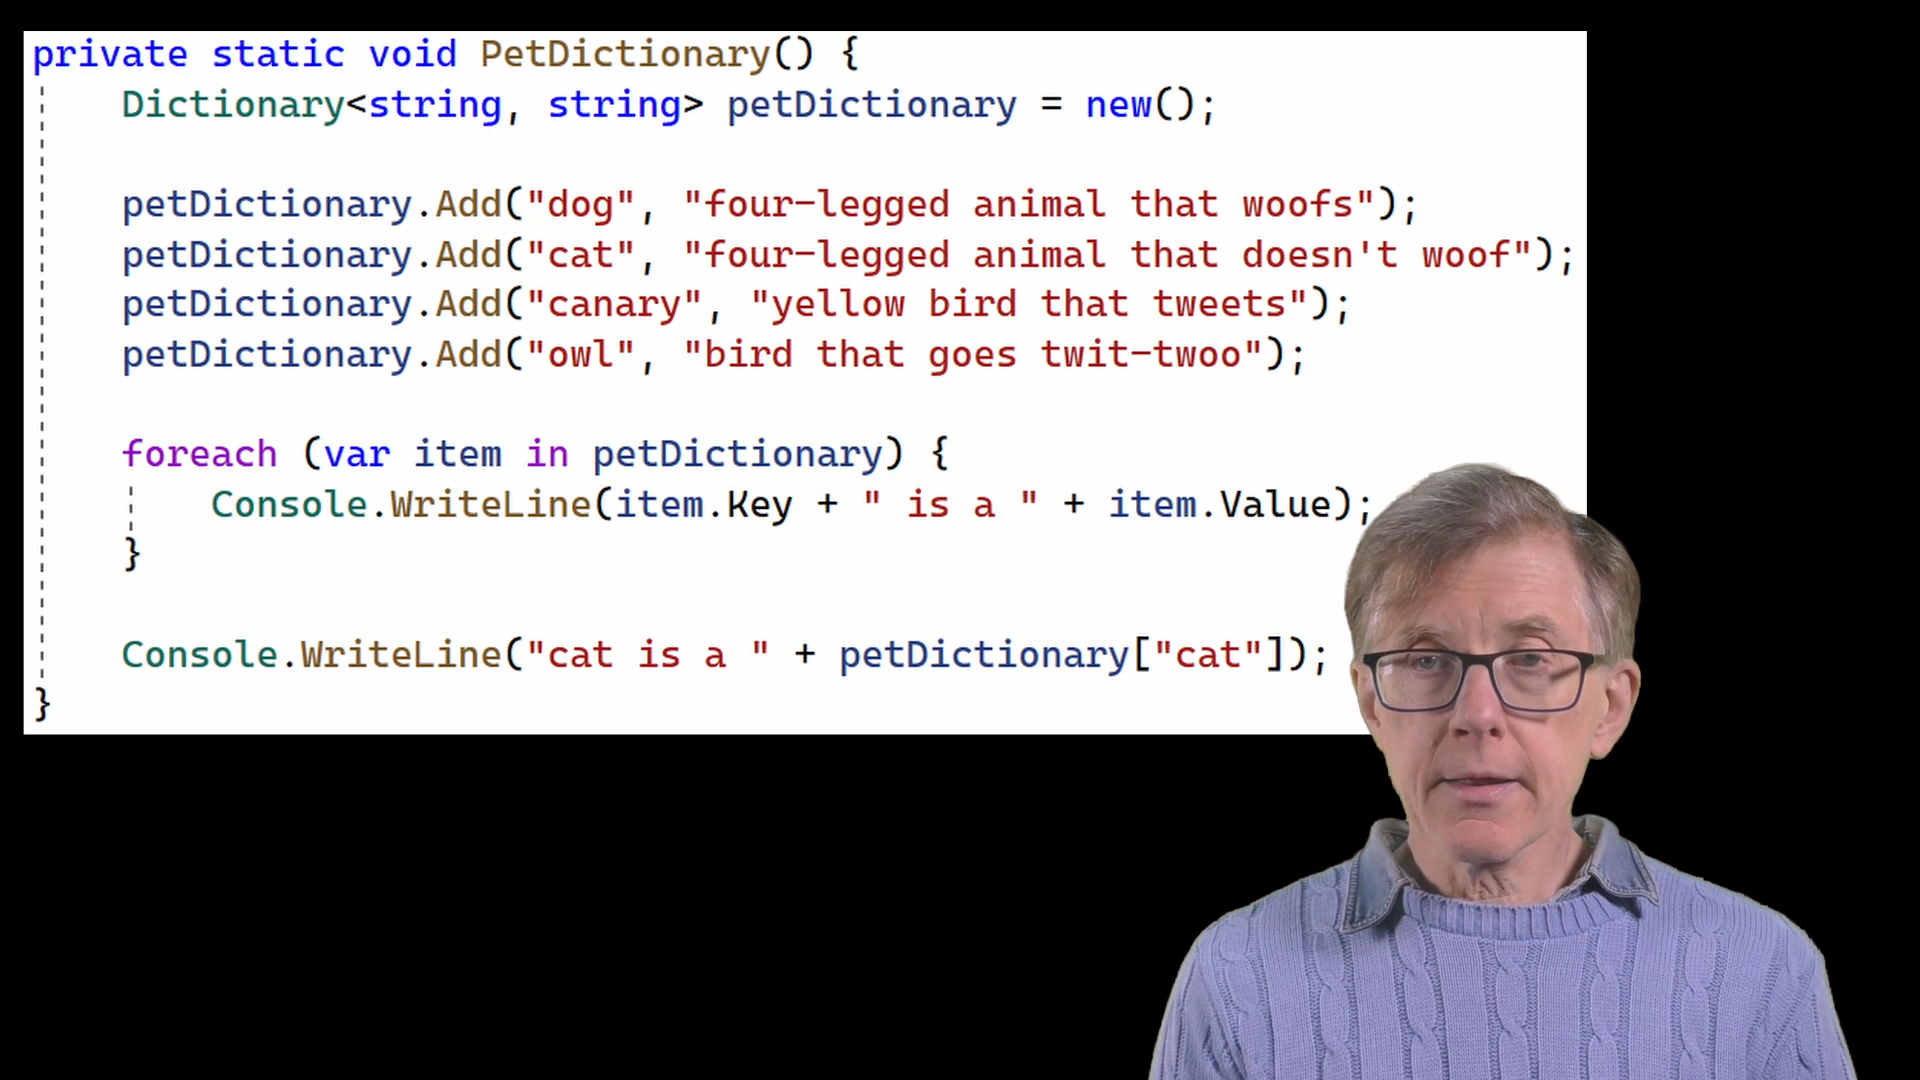 private static void PetDictionary() {
Dictionary<string, string> petDictionary = new();
petDictionary.Add("dog", "four-legged animal that woofs");
petDictionary.Add("cat", "four-legged animal that doesn't woof");
petDictionary.Add("canary", "yellow bird that tweets");
petDictionary.Add("owl", "bird that goes twit-twoo");
foreach (var item in petDictionary) {
Console.WriteLine(item.Key + " is a " + item.Value);
}
Console.WriteLine("cat is a " + petDictionary["cat"]);
}